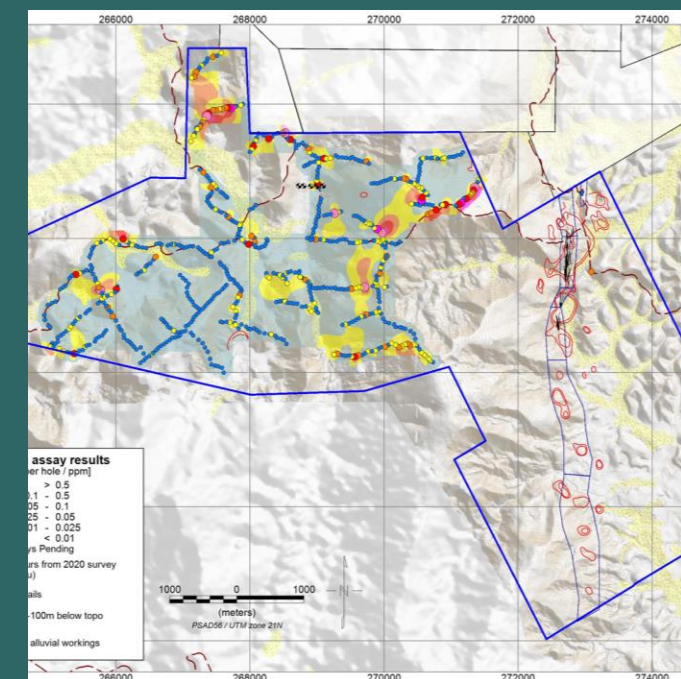 266000 268000 270000 272000 274000
assay results
per hole / ppm]
> 0.5
0.1 - 0.5
05 - 0.1
25 - 0.05
01 - 0.025
< 0.01
ys Pending
urs from 2020 survey
u)
ails
-100m below topo
alluvial workings
1000 0 1000
(meters)
PSAD56 / UTM zone 21N
N
266000 268000 270000 272000 274000